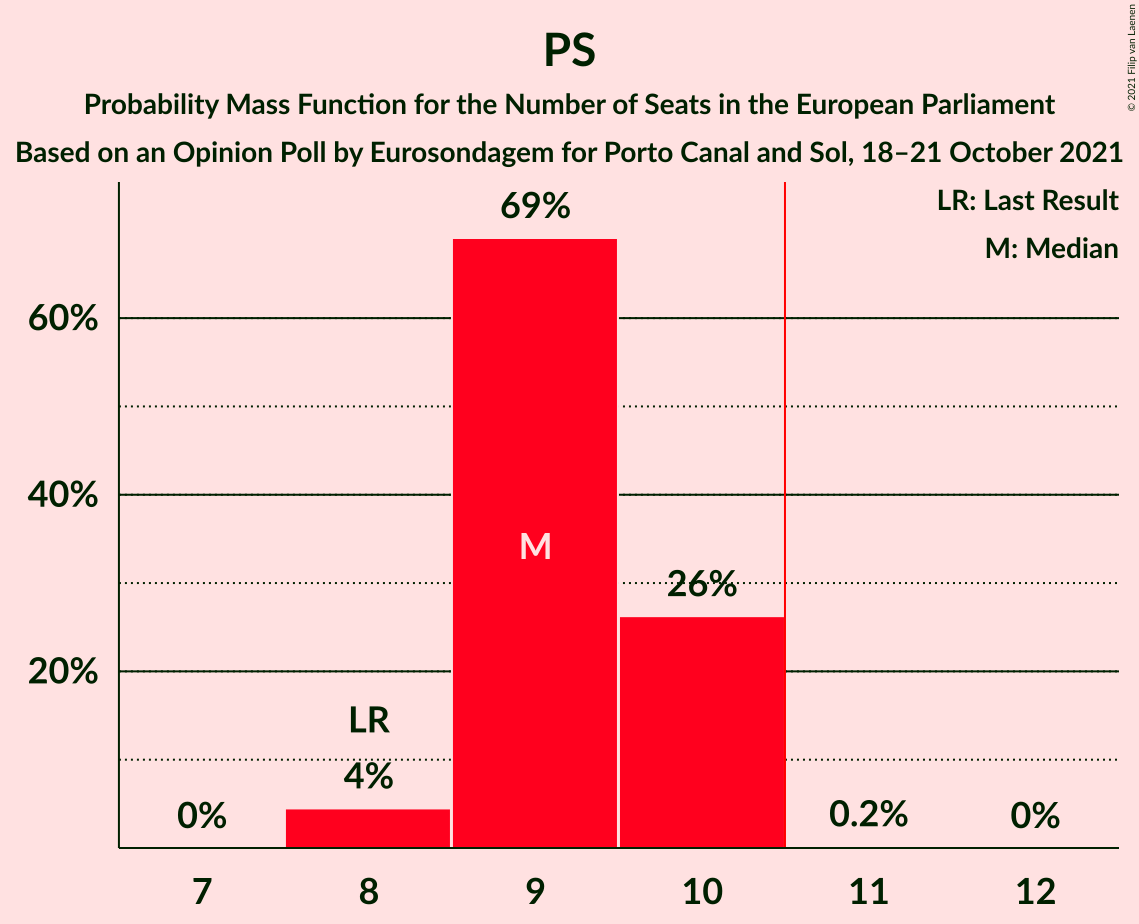 PS
Probability Mass Function for the Number of Seats in the European Parliament
Based on an Opinion Poll by Eurosondagem for Porto Canal and Sol, 18–21 October 2021
© 2021 Filip van Laenen
LR: Last Result
M: Median
69%
60%
40%
M
26%
20%
LR
4%
0%
0.2%
0%
7 8 9 10 11 12